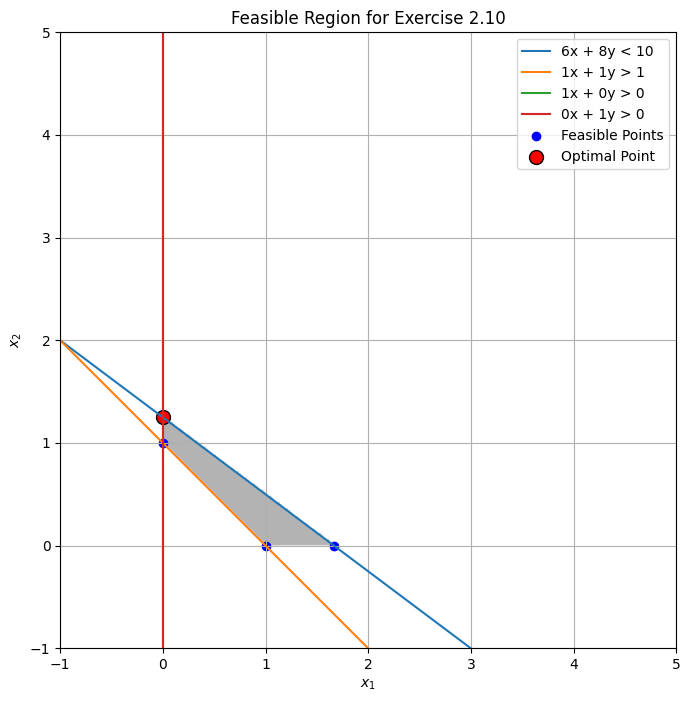 Feasible Region for Exercise 2.10
6x + 8y < 10
1x + 1y > 1
1x + 0y > 0
0x + 1y > 0
Feasible Points
Optimal Point
5
4
3
2
1
0
−1
x₂
−1
0
1
2
3
4
5
x₁